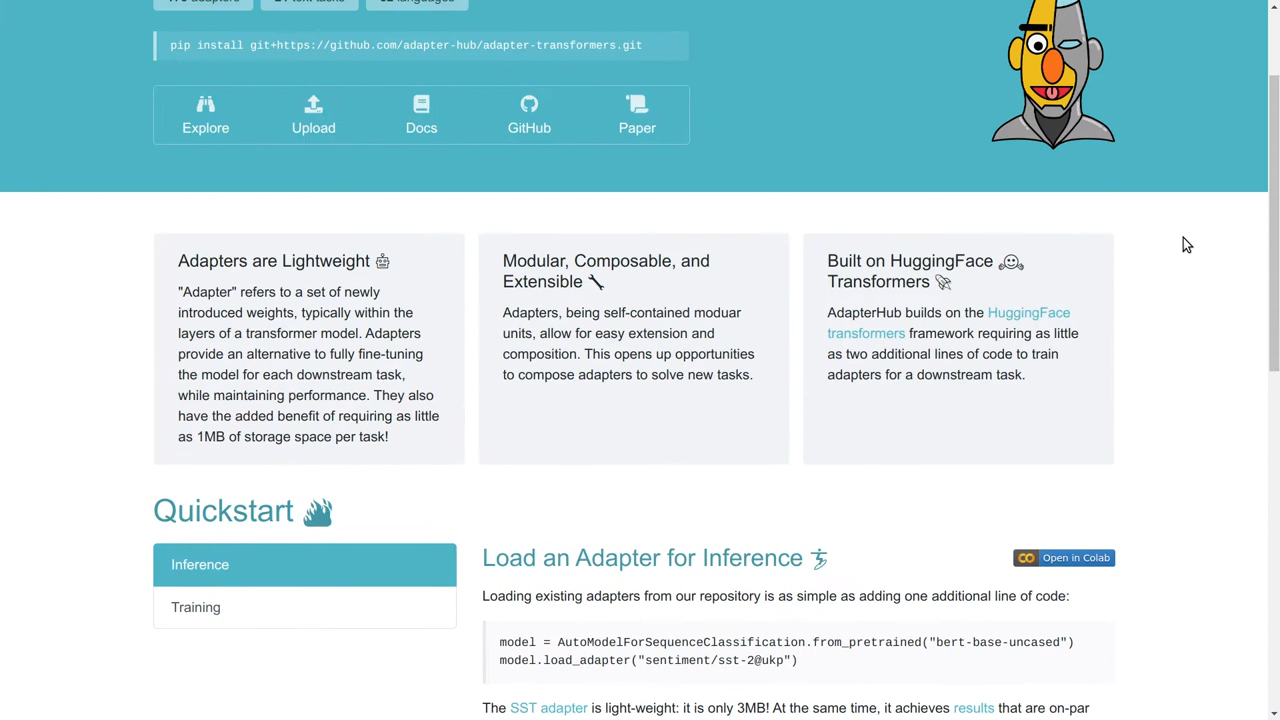 pip install git+https://github.com/adapter-hub/adapter-transformers.git
Explore
Upload
Docs
GitHub
Paper
Adapters are Lightweight
"Adapter" refers to a set of newly
introduced weights, typically within the
layers of a transformer model. Adapters
provide an alternative to fully fine-tuning
the model for each downstream task,
while maintaining performance. They also
have the added benefit of requiring as little
as 1MB of storage space per task!
Modular, Composable, and
Extensible
Adapters, being self-contained moduar
units, allow for easy extension and
composition. This opens up opportunities
to compose adapters to solve new tasks.
Built on HuggingFace
Transformers
AdapterHub builds on the HuggingFace
transformers framework requiring as little
as two additional lines of code to train
adapters for a downstream task.
Quickstart
Inference
Training
Load an Adapter for Inference
Open in Colab
Loading existing adapters from our repository is as simple as adding one additional line of code:
model = AutoModelForSequenceClassification.from_pretrained("bert-base-uncased")
model.load_adapter("sentiment/sst-2@ukp")
The SST adapter is light-weight: it is only 3MB! At the same time, it achieves results that are on-par